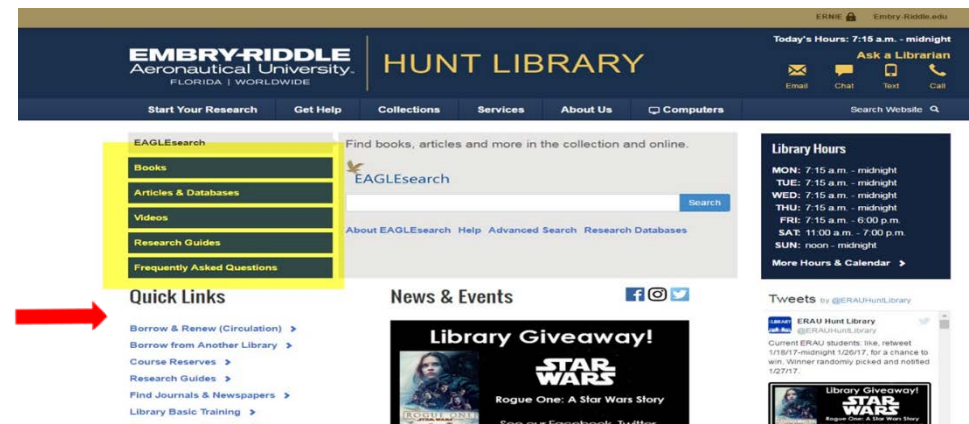 ERNIE Embry-Riddle.edu
Today's Hours: 7:15 a.m. - midnight
EMBRY-RIDDLE
Aeronautical University
FLORIDA | WORLDWIDE
HUNT LIBRARY
Ask a Librarian
Email Chat Text Call
Start Your Research Get Help Collections Services About Us Computers Search Website
EAGLEsearch
Books
Articles & Databases
Videos
Research Guides
Frequently Asked Questions
Find books, articles and more in the collection and online.
EAGLEsearch
Search
About EAGLEsearch Help Advanced Search Research Databases
Library Hours
MON: 7:15 a.m. - midnight
TUE: 7:15 a.m. - midnight
WED: 7:15 a.m. - midnight
THU: 7:15 a.m. - midnight
FRI: 7:15 a.m. - 6:00 p.m.
SAT: 11:00 a.m. - 7:00 p.m.
SUN: noon - midnight
More Hours & Calendar
Quick Links
Borrow & Renew (Circulation)
Borrow from Another Library
Course Reserves
Research Guides
Find Journals & Newspapers
Library Basic Training
News & Events
Library Giveaway!
STAR
WARS
Rogue One: A Star Wars Story
ROGUE ONE
See our Facebook, Twitter
Tweets by @ERAUHuntLibrary
ERAU Hunt Library
@ERAUHuntLibrary
Current ERAU students: like, retweet
1/18/17-midnight 1/26/17, for a chance to
win. Winner randomly picked and notified
1/27/17.
Library Giveaway!
STAR
WARS
Rogue One: A Star Wars Story